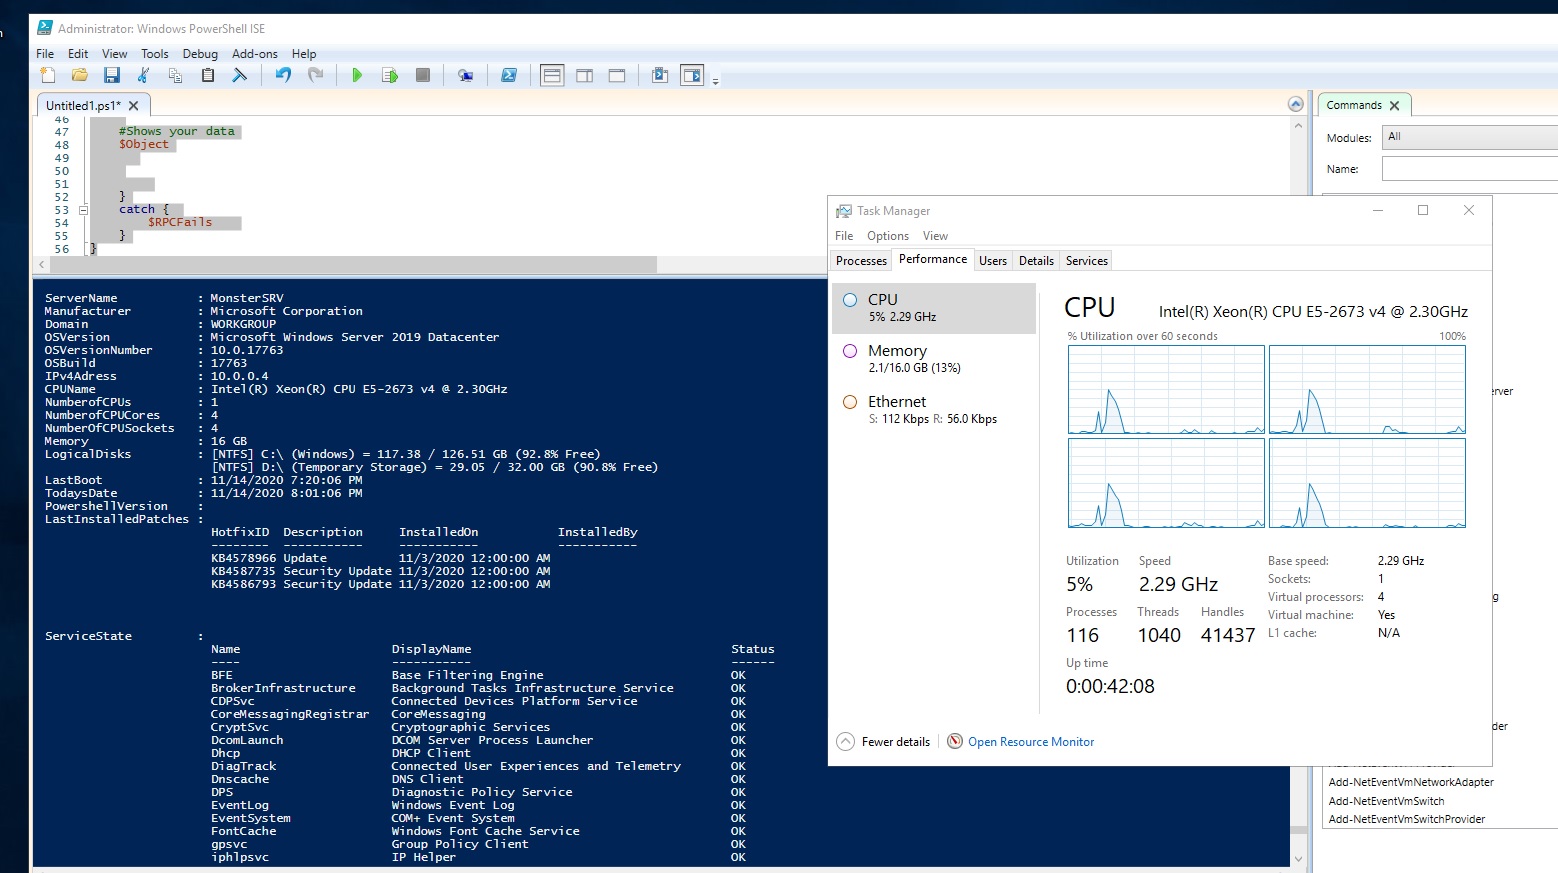 Administrator: Windows PowerShell ISE
File Edit View Tools Debug Add-ons Help
Untitled1.ps1*
46
47 #Shows your data
48 $Object
49
50
51
52 }
53 catch {
54 $RPCFails
55 }
56 }
ServerName : MonsterSRV
Manufacturer : Microsoft Corporation
Domain : WORKGROUP
OSVersion : Microsoft Windows Server 2019 Datacenter
OSVersionNumber : 10.0.17763
OSBuild : 17763
IPv4Adress : 10.0.0.4
CPUName : Intel(R) Xeon(R) CPU E5-2673 v4 @ 2.30GHz
NumberofCPUs : 1
NumberofCPUCores : 4
NumberOfCPUSockets : 4
Memory : 16 GB
LogicalDisks : [NTFS] C:\ (Windows) = 117.38 / 126.51 GB (92.8% Free)
[NTFS] D:\ (Temporary Storage) = 29.05 / 32.00 GB (90.8% Free)
LastBoot : 11/14/2020 7:20:06 PM
TodaysDate : 11/14/2020 8:01:06 PM
PowershellVersion :
LastInstalledPatches :
HotfixID Description InstalledOn InstalledBy
-------- ----------- ----------- -----------
KB4578966 Update 11/3/2020 12:00:00 AM
KB4587735 Security Update 11/3/2020 12:00:00 AM
KB4586793 Security Update 11/3/2020 12:00:00 AM
ServiceState :
Name DisplayName Status
---- ----------- ------
BFE Base Filtering Engine OK
BrokerInfrastructure Background Tasks Infrastructure Service OK
CDPSvc Connected Devices Platform Service OK
CoreMessagingRegistrar CoreMessaging OK
CryptSvc Cryptographic Services OK
DcomLaunch DCOM Server Process Launcher OK
Dhcp DHCP Client OK
DiagTrack Connected User Experiences and Telemetry OK
Dnscache DNS Client OK
DPS Diagnostic Policy Service OK
EventLog Windows Event Log OK
EventSystem COM+ Event System OK
FontCache Windows Font Cache Service OK
gpsvc Group Policy Client OK
iphlpsvc IP Helper OK
Task Manager
File Options View
Processes Performance Users Details Services
CPU
5% 2.29 GHz
Memory
2.1/16.0 GB (13%)
Ethernet
S: 112 Kbps R: 56.0 Kbps
CPU Intel(R) Xeon(R) CPU E5-2673 v4 @ 2.30GHz
% Utilization over 60 seconds 100%
Utilization Speed
5% 2.29 GHz
Processes Threads Handles
116 1040 41437
Up time
0:00:42:08
Base speed: 2.29 GHz
Sockets: 1
Virtual processors: 4
Virtual machine: Yes
L1 cache: N/A
Fewer details Open Resource Monitor
Commands
Modules: All
Name:
Add-NetEventVmNetworkAdapter
Add-NetEventVmSwitch
Add-NetEventVmSwitchProvider